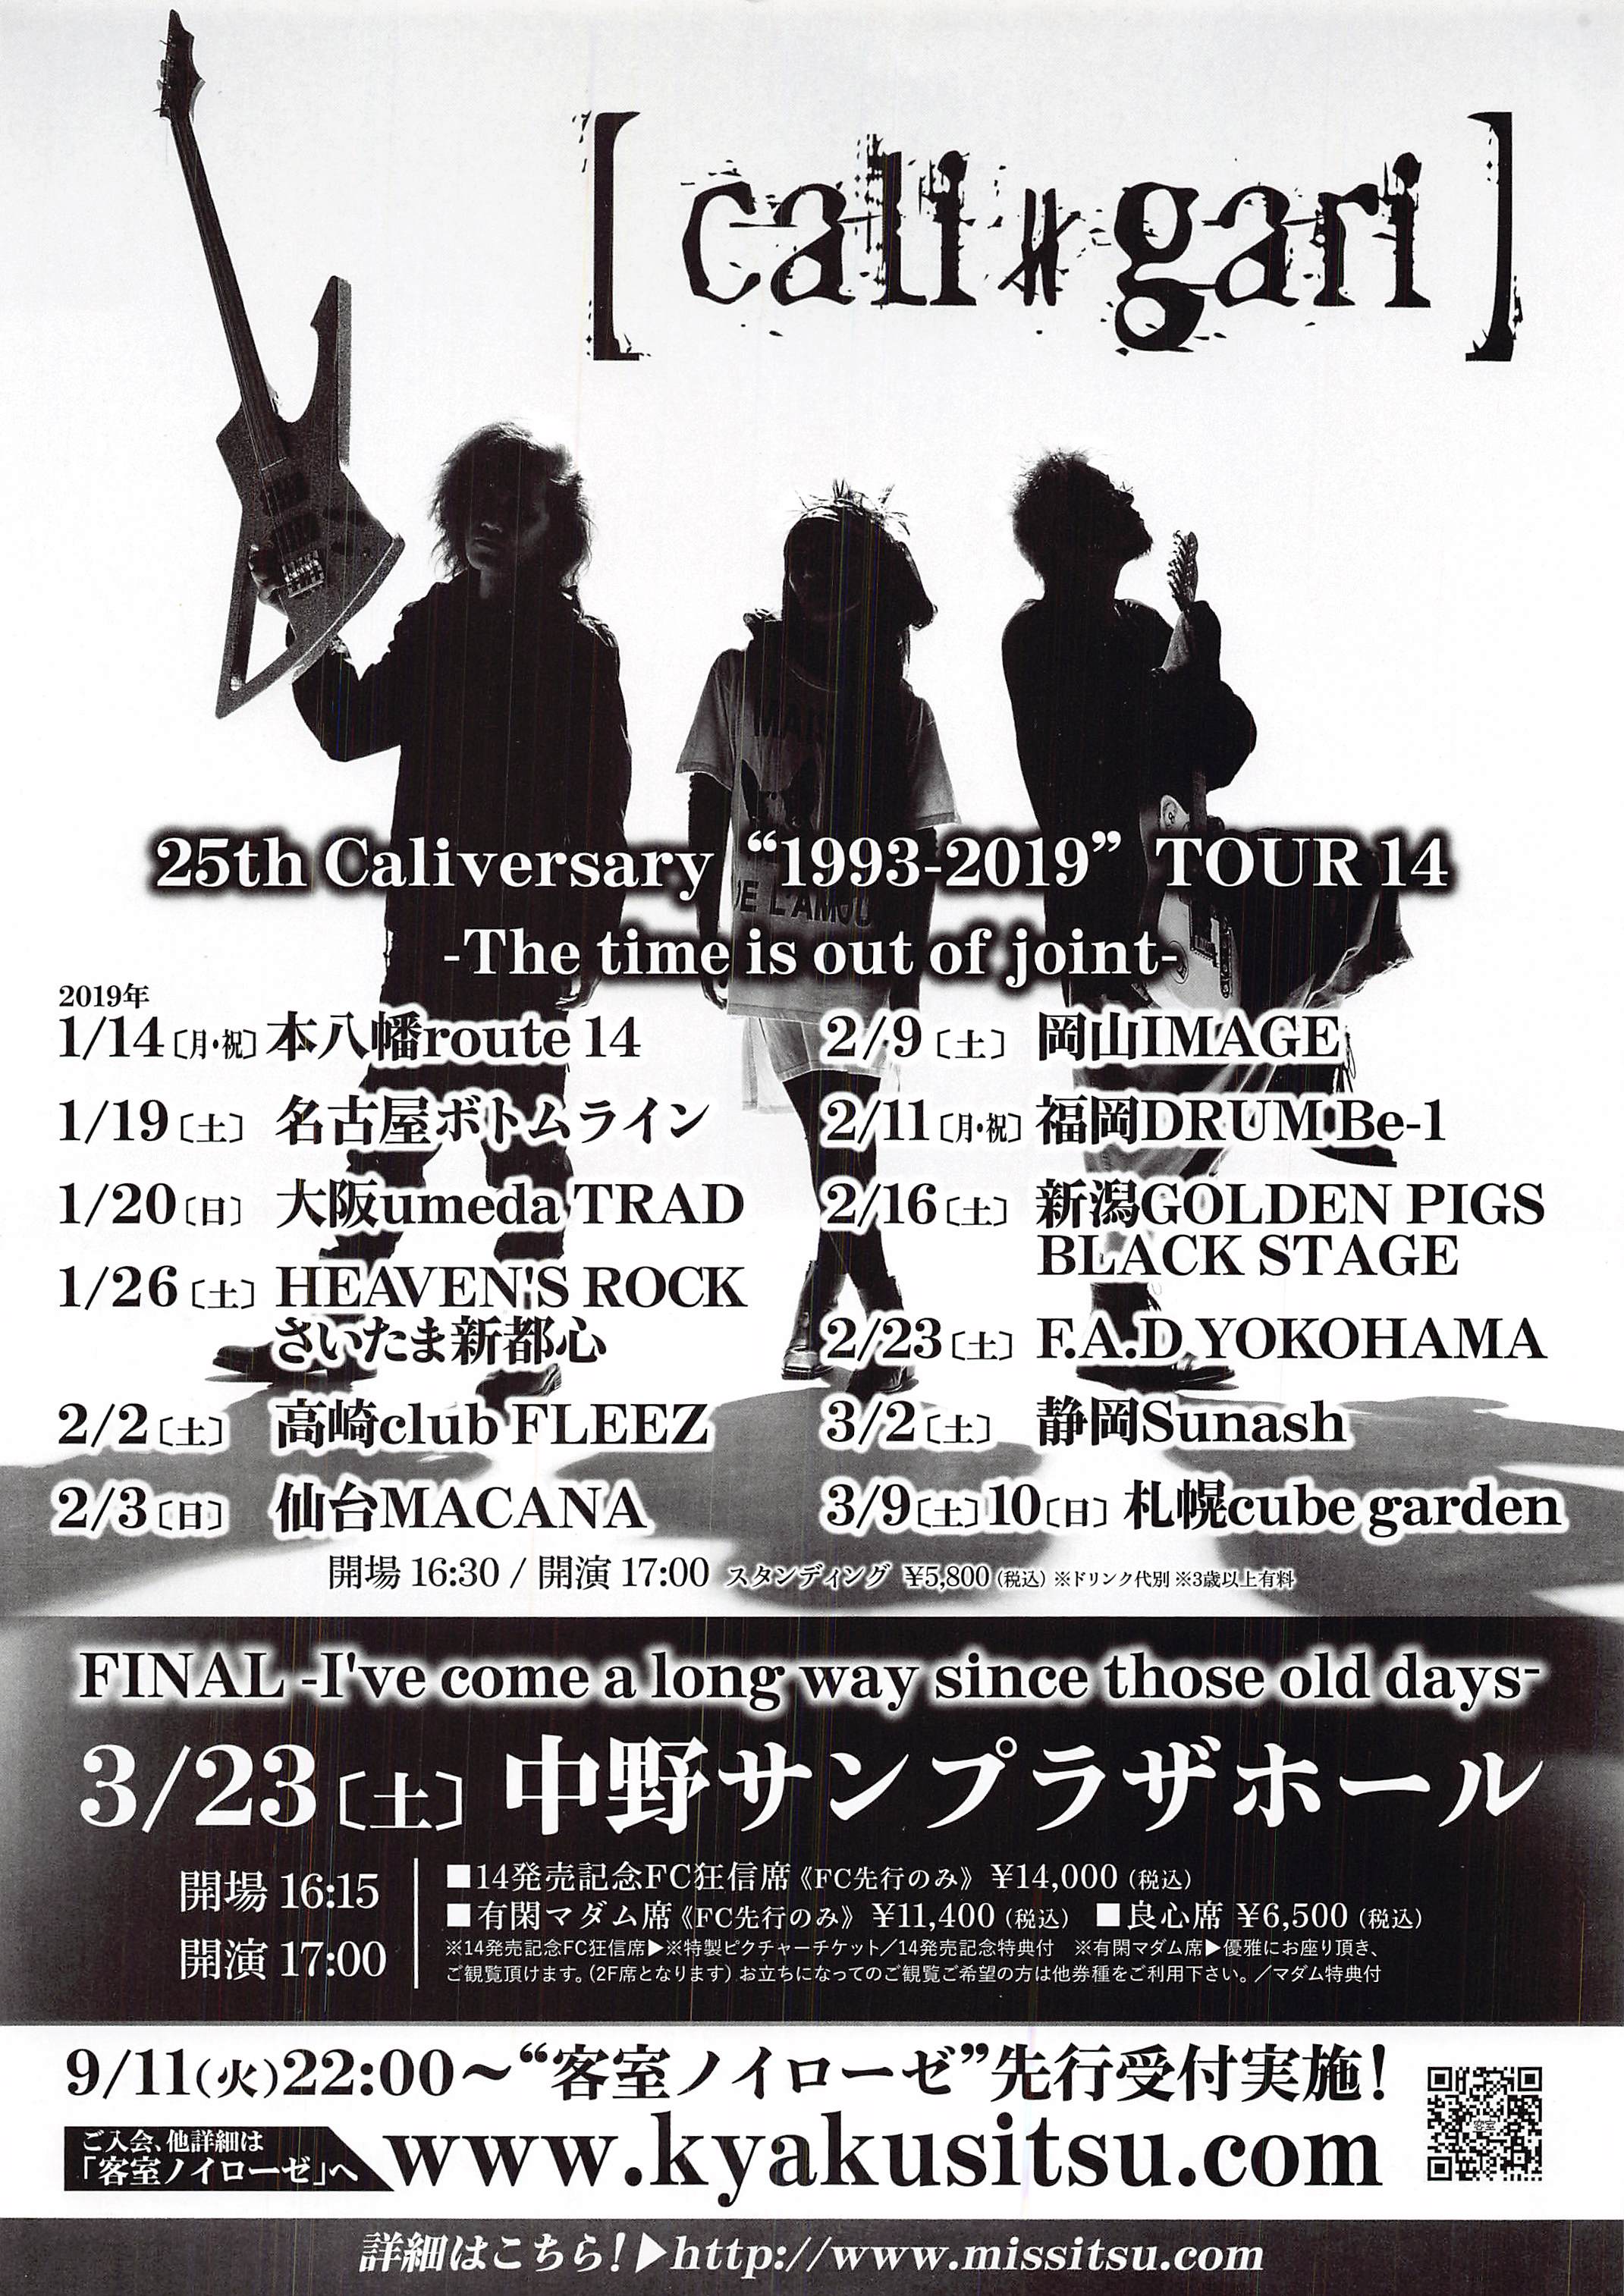 [cali≠gari]
25th Caliversary “1993-2019” TOUR 14
-The time is out of joint-
2019年
1/14〔月・祝〕本八幡route 14
1/19〔土〕 名古屋ボトムライン
1/20〔日〕 大阪umeda TRAD
1/26〔土〕 HEAVEN'S ROCK
さいたま新都心
2/2〔土〕 高崎club FLEEZ
2/3〔日〕 仙台MACANA
2/9〔土〕 岡山IMAGE
2/11〔月・祝〕福岡DRUM Be-1
2/16〔土〕 新潟GOLDEN PIGS
BLACK STAGE
2/23〔土〕 F.A.D YOKOHAMA
3/2〔土〕 静岡Sunash
3/9〔土〕10〔日〕 札幌cube garden
開場 16:30 / 開演 17:00 スタンディング ¥5,800（税込）※ドリンク代別 ※3歳以上有料
FINAL -I've come a long way since those old days-
3/23〔土〕 中野サンプラザホール
開場 16:15
開演 17:00
■14発売記念FC狂信席《FC先行のみ》¥14,000（税込）
■有閑マダム席《FC先行のみ》¥11,400（税込） ■良心席 ¥6,500（税込）
※14発売記念FC狂信席▶※特製ピクチャーチケット／14発売記念特典付 ※有閑マダム席▶優雅にお座り頂き、
ご観覧頂けます。（2F席となります）お立ちになってのご観覧ご希望の方は他券種をご利用下さい。／マダム特典付
9/11（火）22:00～“客室ノイローゼ”先行受付実施！
ご入会、他詳細は
「客室ノイローゼ」へ
www.kyakusitsu.com
客室
詳細はこちら！▶http://www.missitsu.com